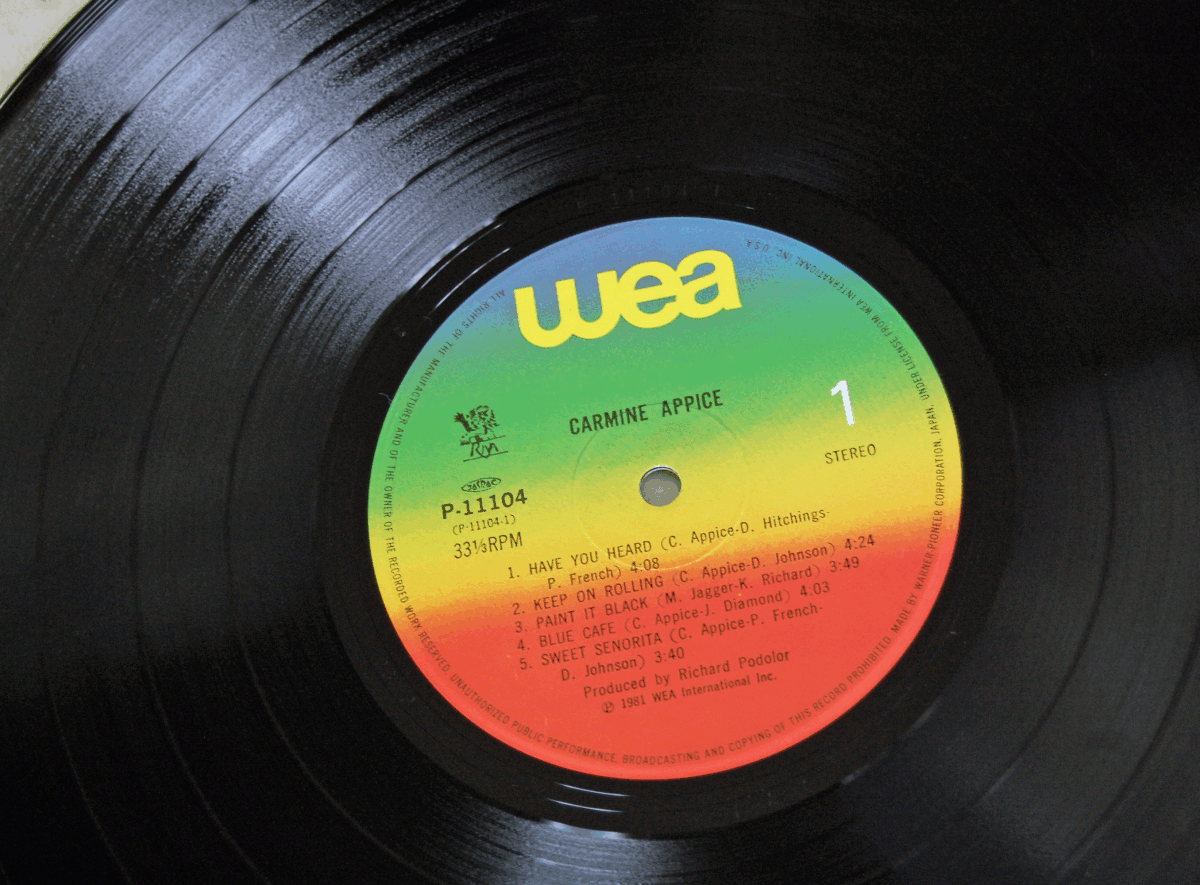 wea
CARMINE APPICE
1
STEREO
RIVA
P-11104
(P-11104-1)
33⅓RPM
1. HAVE YOU HEARD (C. Appice-D. Hitchings-
P. French) 4:08
2. KEEP ON ROLLING (C. Appice-D. Johnson) 4:24
3. PAINT IT BLACK (M. Jagger-K. Richard) 3:49
4. BLUE CAFE (C. Appice-J. Diamond) 4:03
5. SWEET SENORITA (C. Appice-P. French-
D. Johnson) 3:40
Produced by Richard Podolor
℗ 1981 WEA International Inc.
ALL RIGHTS OF THE MANUFACTURER AND OF THE OWNER OF THE RECORDED WORK RESERVED. UNAUTHORIZED PUBLIC PERFORMANCE, BROADCASTING AND COPYING OF THIS RECORD PROHIBITED. MADE BY WARNER-PIONEER CORPORATION, JAPAN, UNDER LICENSE FROM WEA INTERNATIONAL INC., U.S.A.